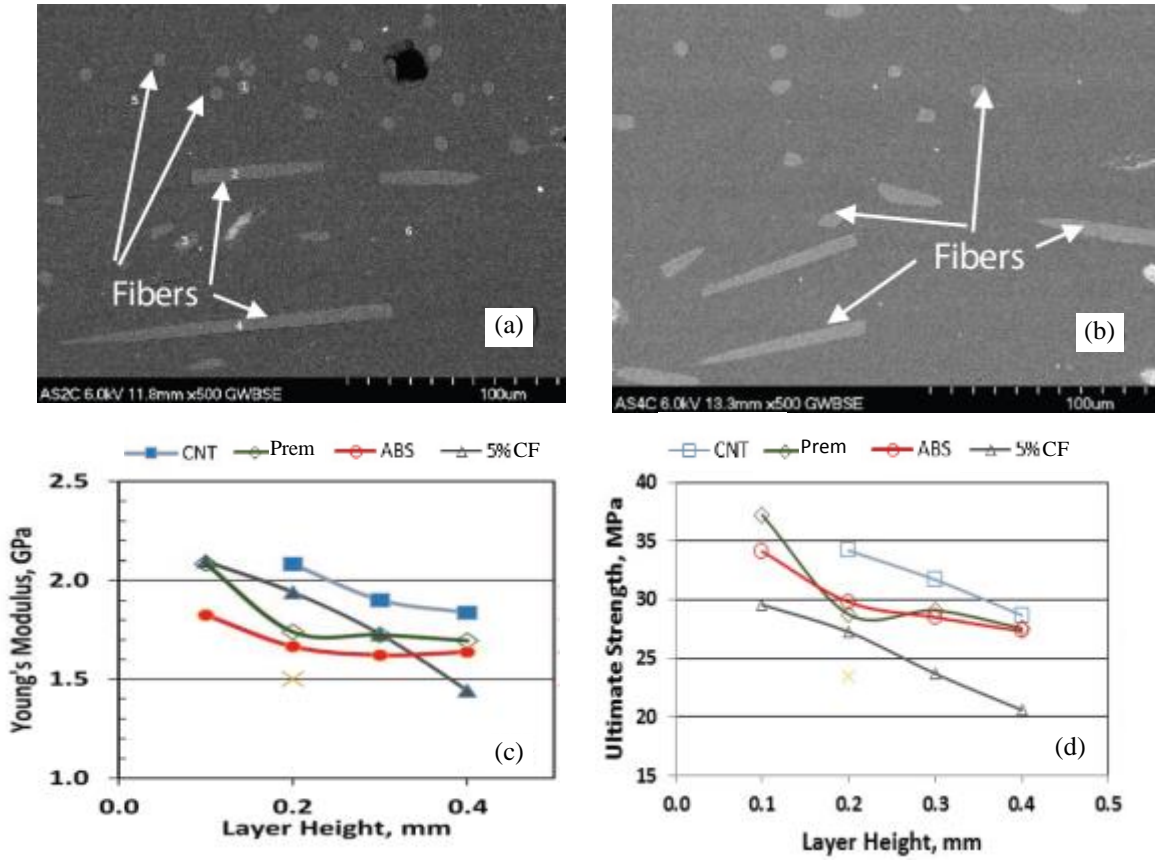 5
1
2
3
6
4
Fibers
(a)
AS2C 6.0kV 11.8mm x500 GWBSE 100um
Fibers
(b)
AS4C 6.0kV 13.3mm x500 GWBSE 100um
CNT Prem ABS 5%CF
Young's Modulus, GPa
2.5
2.0
1.5
1.0
0.0 0.2 0.4
Layer Height, mm
(c)
CNT Prem ABS 5%CF
Ultimate Strength, MPa
40
35
30
25
20
15
0.0 0.1 0.2 0.3 0.4 0.5
Layer Height, mm
(d)